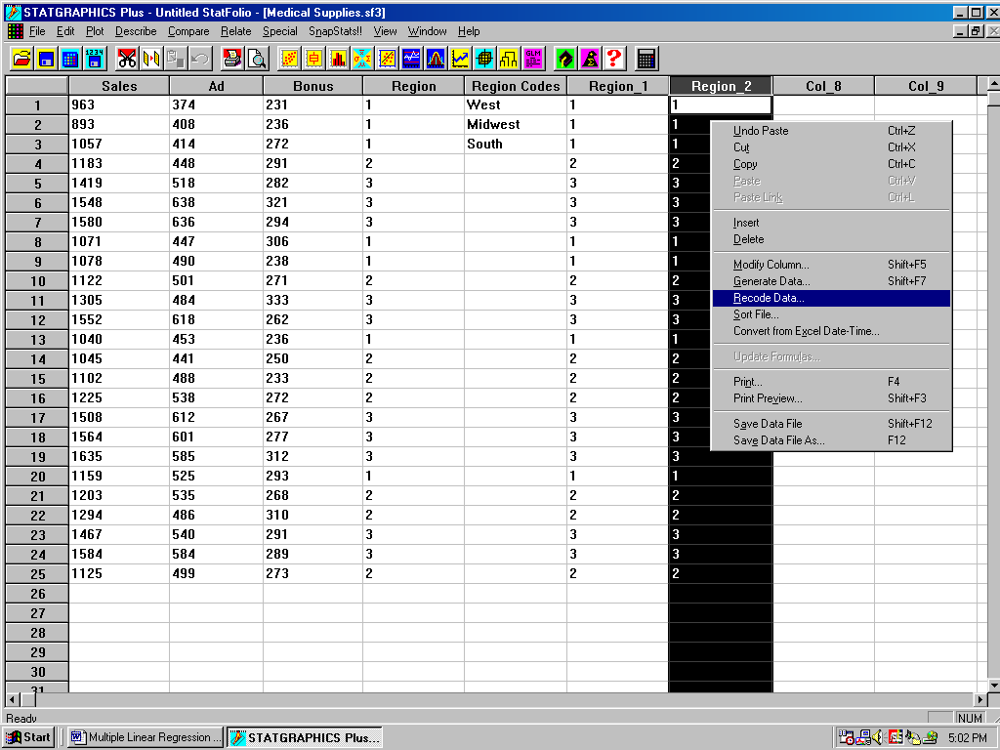 STATGRAPHICS Plus - Untitled StatFolio - [Medical Supplies.sf3]
File Edit Plot Describe Compare Relate Special SnapStats!! View Window Help
1234 GLM ?
Sales Ad Bonus Region Region Codes Region_1 Region_2 Col_8 Col_9
1 963 374 231 1 West 1 1
2 893 408 236 1 Midwest 1 1
3 1057 414 272 1 South 1 1
4 1183 448 291 2 2 2
5 1419 518 282 3 3 3
6 1548 638 321 3 3 3
7 1580 636 294 3 3 3
8 1071 447 306 1 1 1
9 1078 490 238 1 1 1
10 1122 501 271 2 2 2
11 1305 484 333 3 3 3
12 1552 618 262 3 3 3
13 1040 453 236 1 1 1
14 1045 441 250 2 2 2
15 1102 488 233 2 2 2
16 1225 538 272 2 2 2
17 1508 612 267 3 3 3
18 1564 601 277 3 3 3
19 1635 585 312 3 3 3
20 1159 525 293 1 1 1
21 1203 535 268 2 2 2
22 1294 486 310 2 2 2
23 1467 540 291 3 3 3
24 1584 584 289 3 3 3
25 1125 499 273 2 2 2
26
27
28
29
30
31
Undo Paste Ctrl+Z
Cut Ctrl+X
Copy Ctrl+C
Paste Ctrl+V
Paste Link Ctrl+L
Insert
Delete
Modify Column... Shift+F5
Generate Data... Shift+F7
Recode Data...
Sort File...
Convert from Excel Date-Time...
Update Formulas...
Print... F4
Print Preview... Shift+F3
Save Data File Shift+F12
Save Data File As... F12
Ready NUM
Start Multiple Linear Regression ... STATGRAPHICS Plus... 5:02 PM